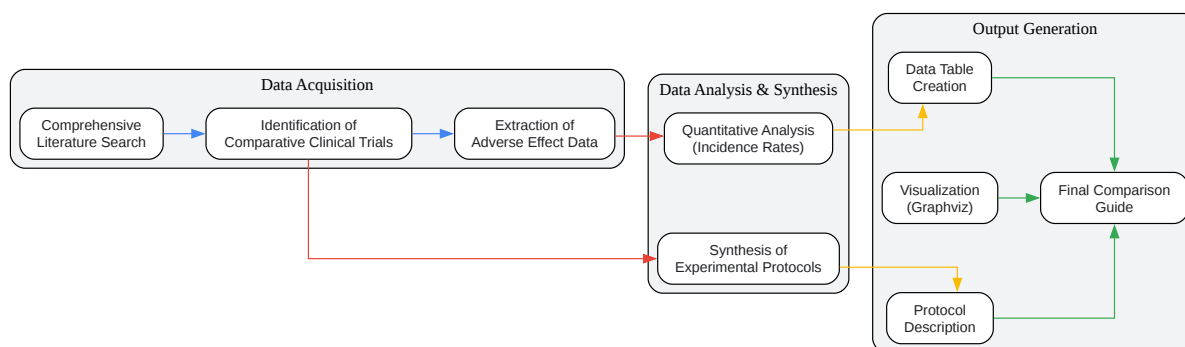 Data Acquisition
Comprehensive
Literature Search
Identification of
Comparative Clinical Trials
Extraction of
Adverse Effect Data
Data Analysis & Synthesis
Quantitative Analysis
(Incidence Rates)
Synthesis of
Experimental Protocols
Output Generation
Data Table
Creation
Visualization
(Graphviz)
Final Comparison
Guide
Protocol
Description